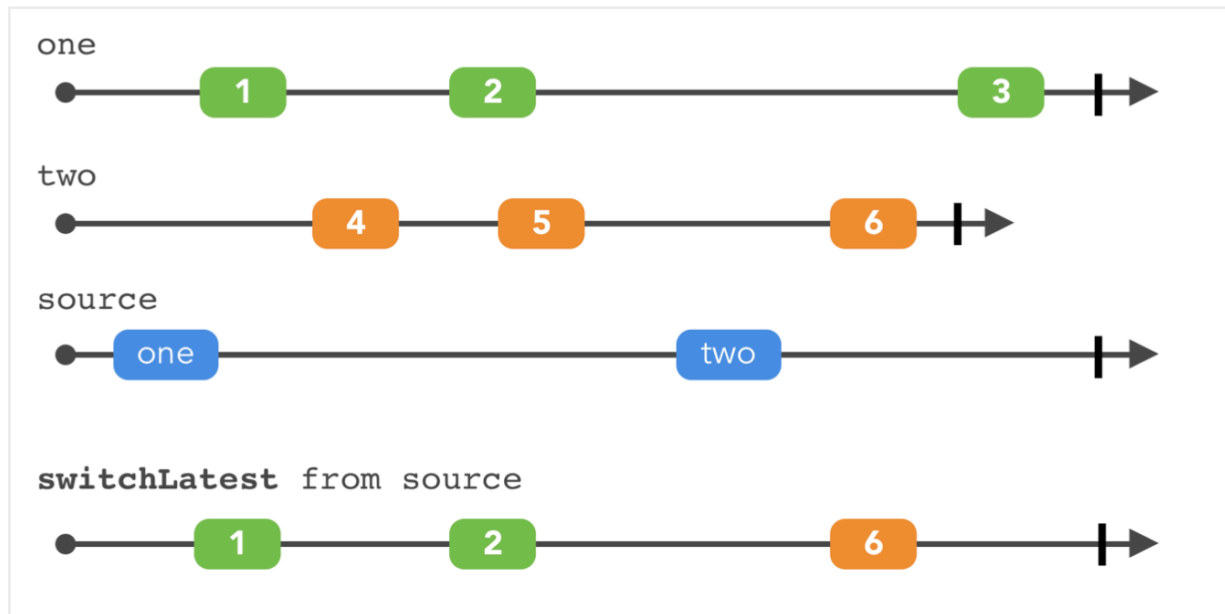 one
1 2 3
two
4 5 6
source
one two
switchLatest from source
1 2 6